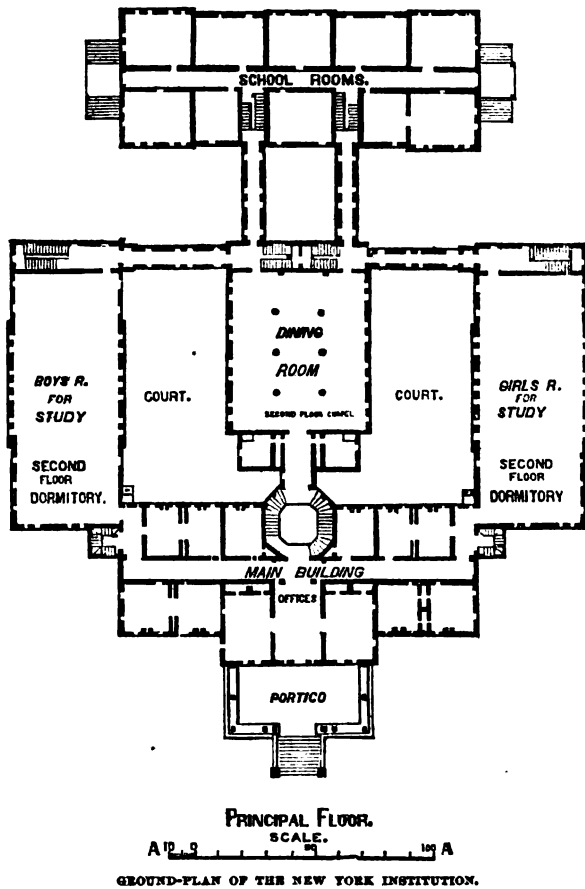 SCHOOL ROOMS.
DINING
ROOM
SECOND FLOOR CHAPEL
BOYS R.
FOR
STUDY
SECOND
FLOOR
DORMITORY.
COURT.
COURT.
GIRLS R.
FOR
STUDY
SECOND
FLOOR
DORMITORY
MAIN BUILDING
OFFICES
PORTICO
PRINCIPAL FLOOR.
SCALE.
A 10 0 50 100 A
GROUND-PLAN OF THE NEW YORK INSTITUTION.